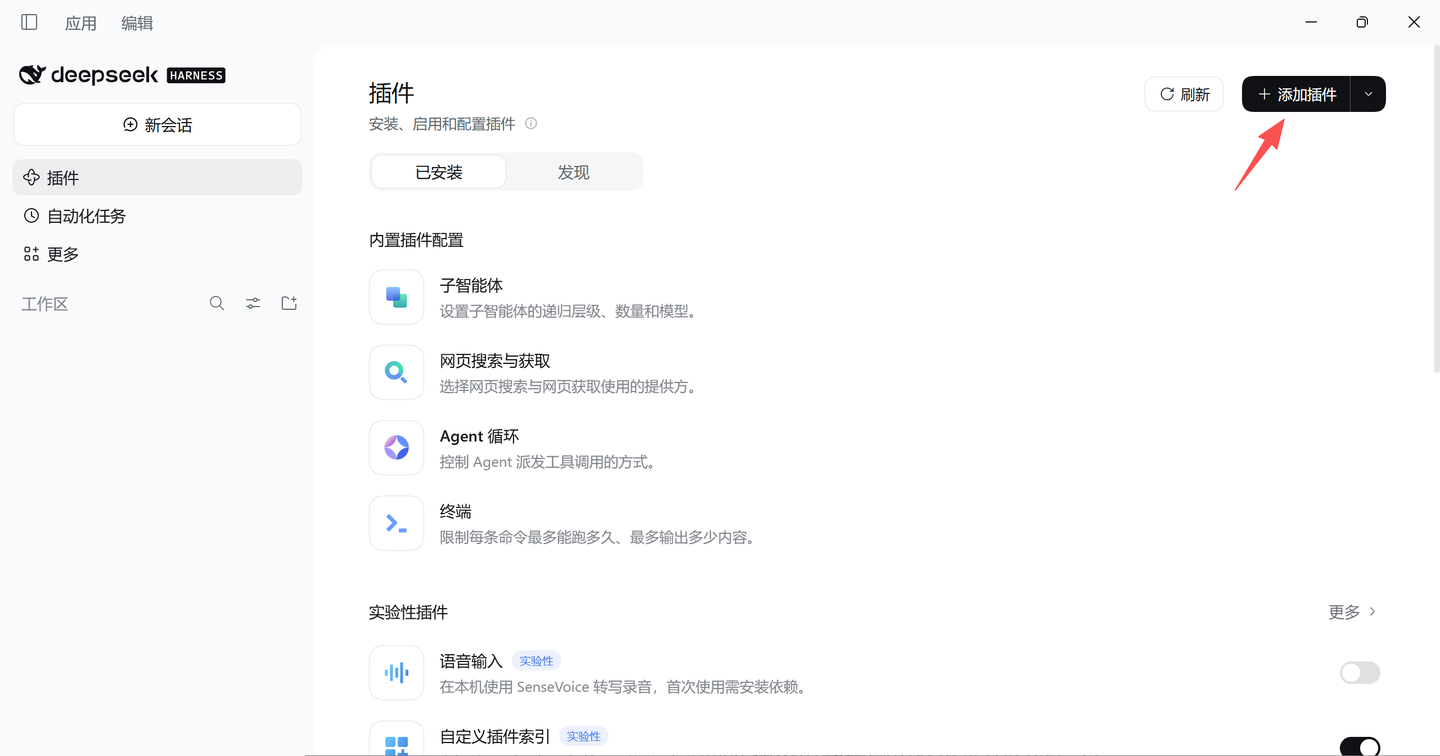 应用 编辑
deepseek HARNESS
新会话
插件
自动化任务
更多
工作区
插件
安装、启用和配置插件
刷新
添加插件
已安装 发现
内置插件配置
子智能体
设置子智能体的递归层级、数量和模型。
网页搜索与获取
选择网页搜索与网页获取使用的提供方。
Agent 循环
控制 Agent 派发工具调用的方式。
终端
限制每条命令最多能跑多久、最多输出多少内容。
实验性插件 更多
语音输入 实验性
在本机使用 SenseVoice 转写录音，首次使用需安装依赖。
自定义插件索引 实验性